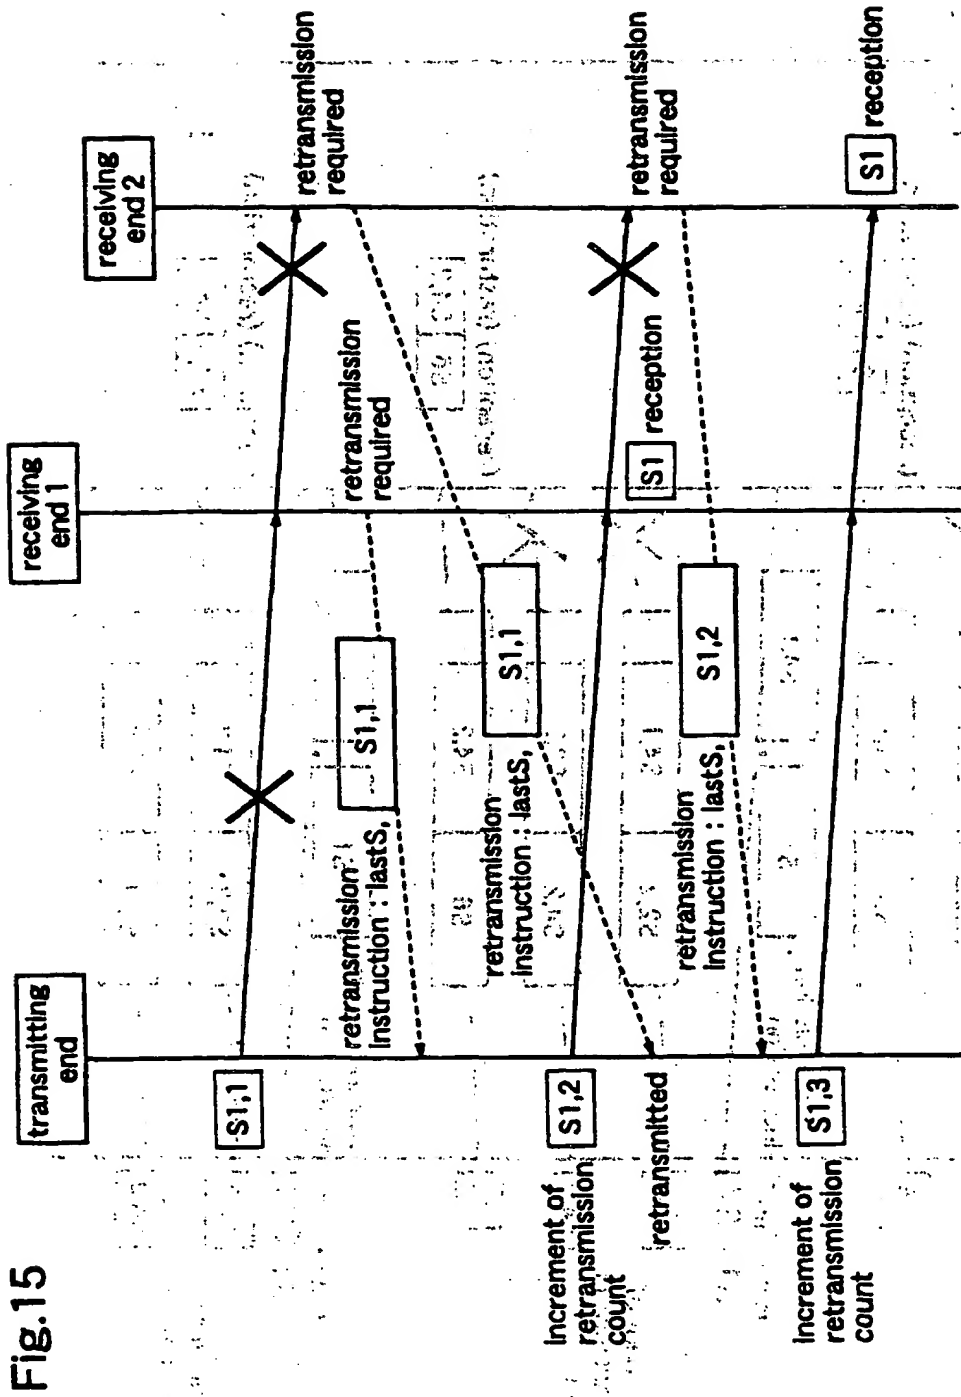 Fig.15
transmitting
end
receiving
end 1
receiving
end 2
S1,1
retransmission
required
retransmission
required
retransmission
instruction : lastS,
S1,1
retransmission
instruction : lastS,
S1,1
S1,2
Increment of
retransmission
count
S1 reception
retransmission
required
retransmitted
retransmission
instruction : lastS,
S1,2
S1,3
Increment of
retransmission
count
S1 reception